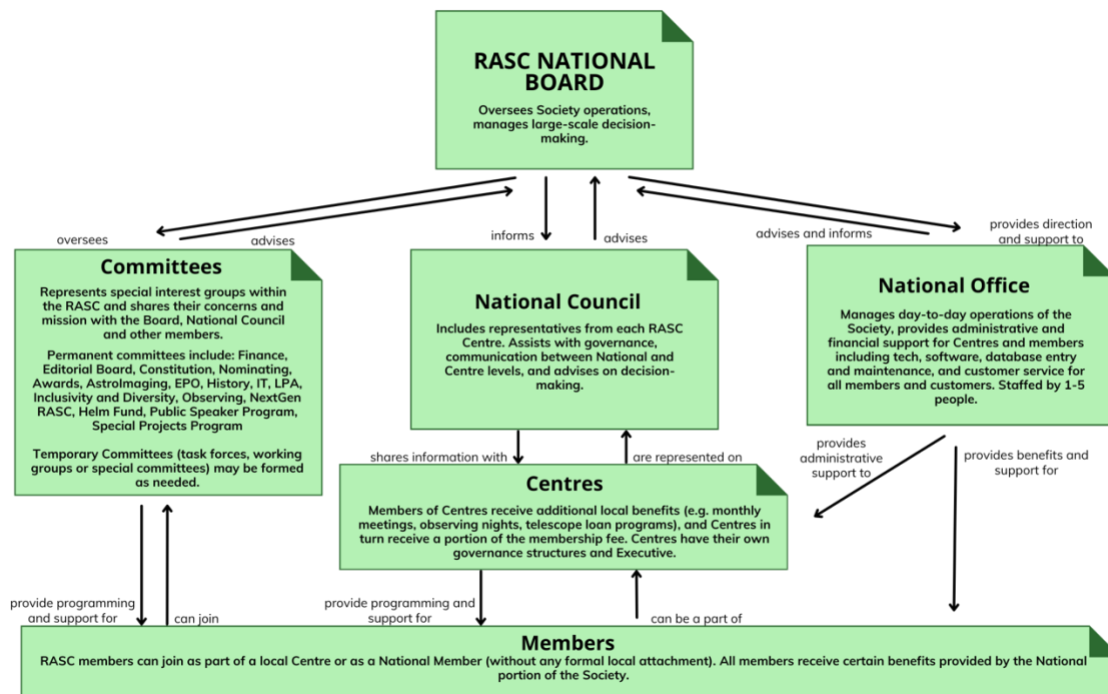 RASC NATIONAL
BOARD
Oversees Society operations,
manages large-scale decision-
making.
oversees
advises
informs
advises
advises and informs
provides direction
and support to
Committees
Represents special interest groups within
the RASC and shares their concerns and
mission with the Board, National Council
and other members.
Permanent committees include: Finance,
Editorial Board, Constitution, Nominating,
Awards, AstroImaging, EPO, History, IT, LPA,
Inclusivity and Diversity, Observing, NextGen
RASC, Helm Fund, Public Speaker Program,
Special Projects Program
Temporary Committees (task forces, working
groups or special committees) may be formed
as needed.
National Council
Includes representatives from each RASC
Centre. Assists with governance,
communication between National and
Centre levels, and advises on decision-
making.
National Office
Manages day-to-day operations of the
Society, provides administrative and
financial support for Centres and members
including tech, software, database entry
and maintenance, and customer service for
all members and customers. Staffed by 1-5
people.
shares information with
are represented on
provides
administrative
support to
provides benefits and
support for
Centres
Members of Centres receive additional local benefits (e.g. monthly
meetings, observing nights, telescope loan programs), and Centres in
turn receive a portion of the membership fee. Centres have their own
governance structures and Executive.
provide programming
and support for
can join
provide programming and
support for
can be a part of
Members
RASC members can join as part of a local Centre or as a National Member (without any formal local attachment). All members receive certain benefits provided by the National
portion of the Society.